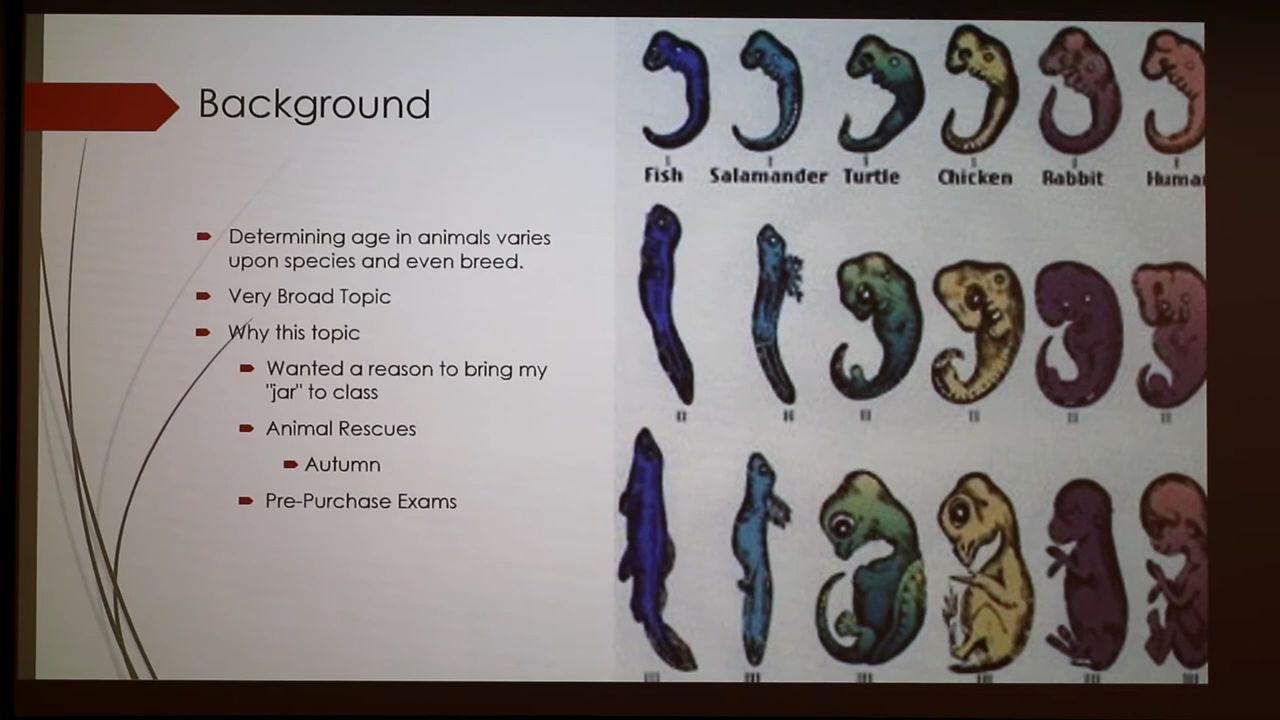 Background
Determining age in animals varies
upon species and even breed.
Very Broad Topic
Why this topic
Wanted a reason to bring my
"jar" to class
Animal Rescues
Autumn
Pre-Purchase Exams
Fish Salamander Turtle Chicken Rabbit Huma